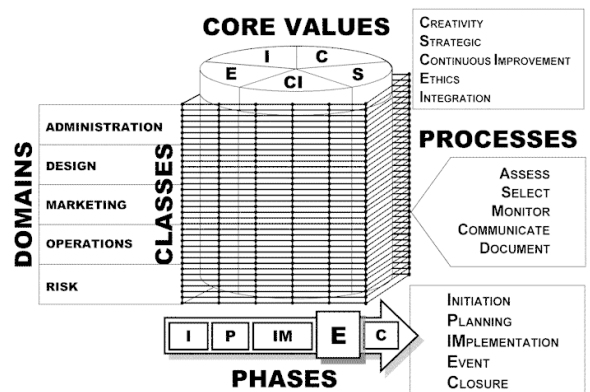 CORE VALUES
I C
E S
CI
CREATIVITY
STRATEGIC
CONTINUOUS IMPROVEMENT
ETHICS
INTEGRATION
DOMAINS
ADMINISTRATION
DESIGN
MARKETING
OPERATIONS
RISK
CLASSES
PROCESSES
ASSESS
SELECT
MONITOR
COMMUNICATE
DOCUMENT
I P IM E C
PHASES
INITIATION
PLANNING
IMPLEMENTATION
EVENT
CLOSURE